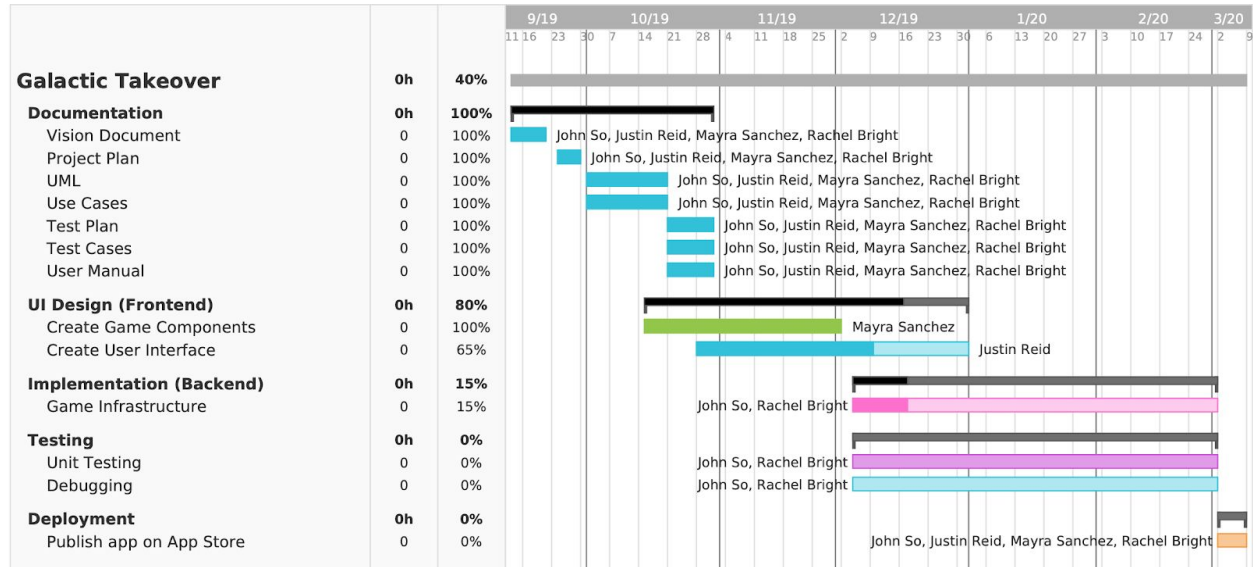 9/19 10/19 11/19 12/19 1/20 2/20 3/20
11 16 23 30 7 14 21 28 4 11 18 25 2 9 16 23 30 6 13 20 27 3 10 17 24 2 9
Galactic Takeover 0h 40%
Documentation 0h 100%
Vision Document 0 100% John So, Justin Reid, Mayra Sanchez, Rachel Bright
Project Plan 0 100% John So, Justin Reid, Mayra Sanchez, Rachel Bright
UML 0 100% John So, Justin Reid, Mayra Sanchez, Rachel Bright
Use Cases 0 100% John So, Justin Reid, Mayra Sanchez, Rachel Bright
Test Plan 0 100% John So, Justin Reid, Mayra Sanchez, Rachel Bright
Test Cases 0 100% John So, Justin Reid, Mayra Sanchez, Rachel Bright
User Manual 0 100% John So, Justin Reid, Mayra Sanchez, Rachel Bright
UI Design (Frontend) 0h 80%
Create Game Components 0 100% Mayra Sanchez
Create User Interface 0 65% Justin Reid
Implementation (Backend) 0h 15%
Game Infrastructure 0 15% John So, Rachel Bright
Testing 0h 0%
Unit Testing 0 0% John So, Rachel Bright
Debugging 0 0% John So, Rachel Bright
Deployment 0h 0%
Publish app on App Store 0 0% John So, Justin Reid, Mayra Sanchez, Rachel Bright